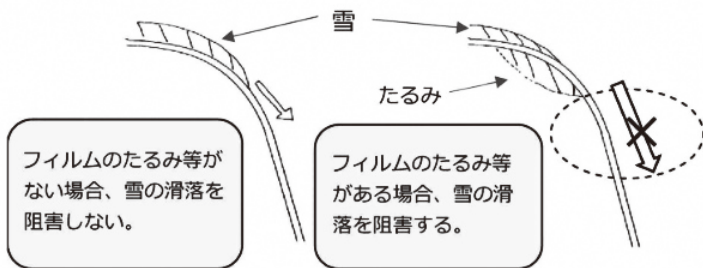 雪
たるみ
フィルムのたるみ等が
ない場合、雪の滑落を
阻害しない。
フィルムのたるみ等
がある場合、雪の滑
落を阻害する。